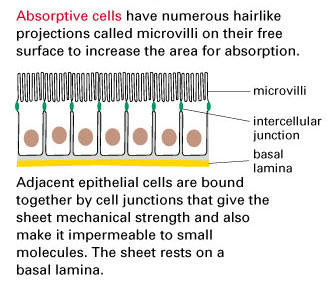 Absorptive cells have numerous hairlike
projections called microvilli on their free
surface to increase the area for absorption.
microvilli
intercellular
junction
basal
lamina
Adjacent epithelial cells are bound
together by cell junctions that give the
sheet mechanical strength and also
make it impermeable to small
molecules. The sheet rests on a
basal lamina.